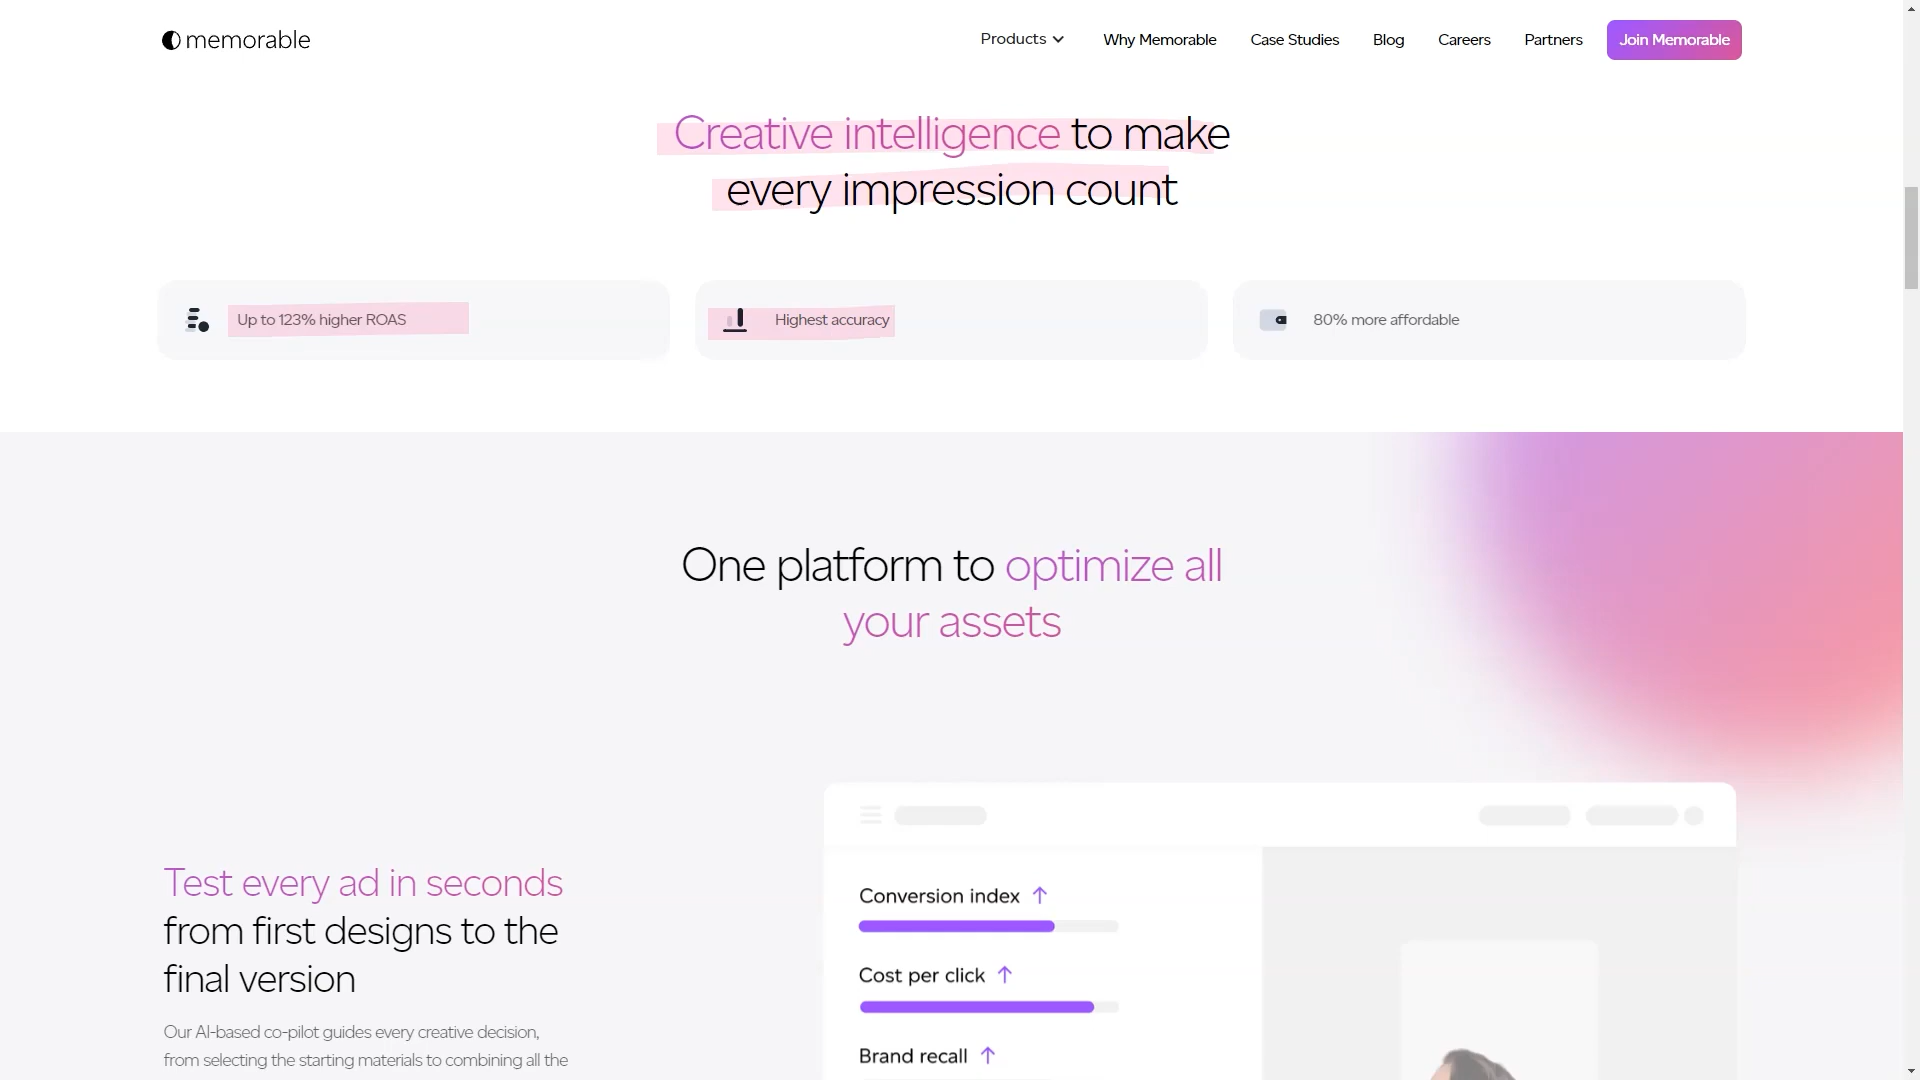 memorable
Products
Why Memorable
Case Studies
Blog
Careers
Partners
Join Memorable
Creative intelligence to make
every impression count
Up to 123% higher ROAS
Highest accuracy
80% more affordable
One platform to optimize all
your assets
Test every ad in seconds
from first designs to the
final version
Our AI-based co-pilot guides every creative decision,
from selecting the starting materials to combining all the
Conversion index ↑
Cost per click ↑
Brand recall ↑